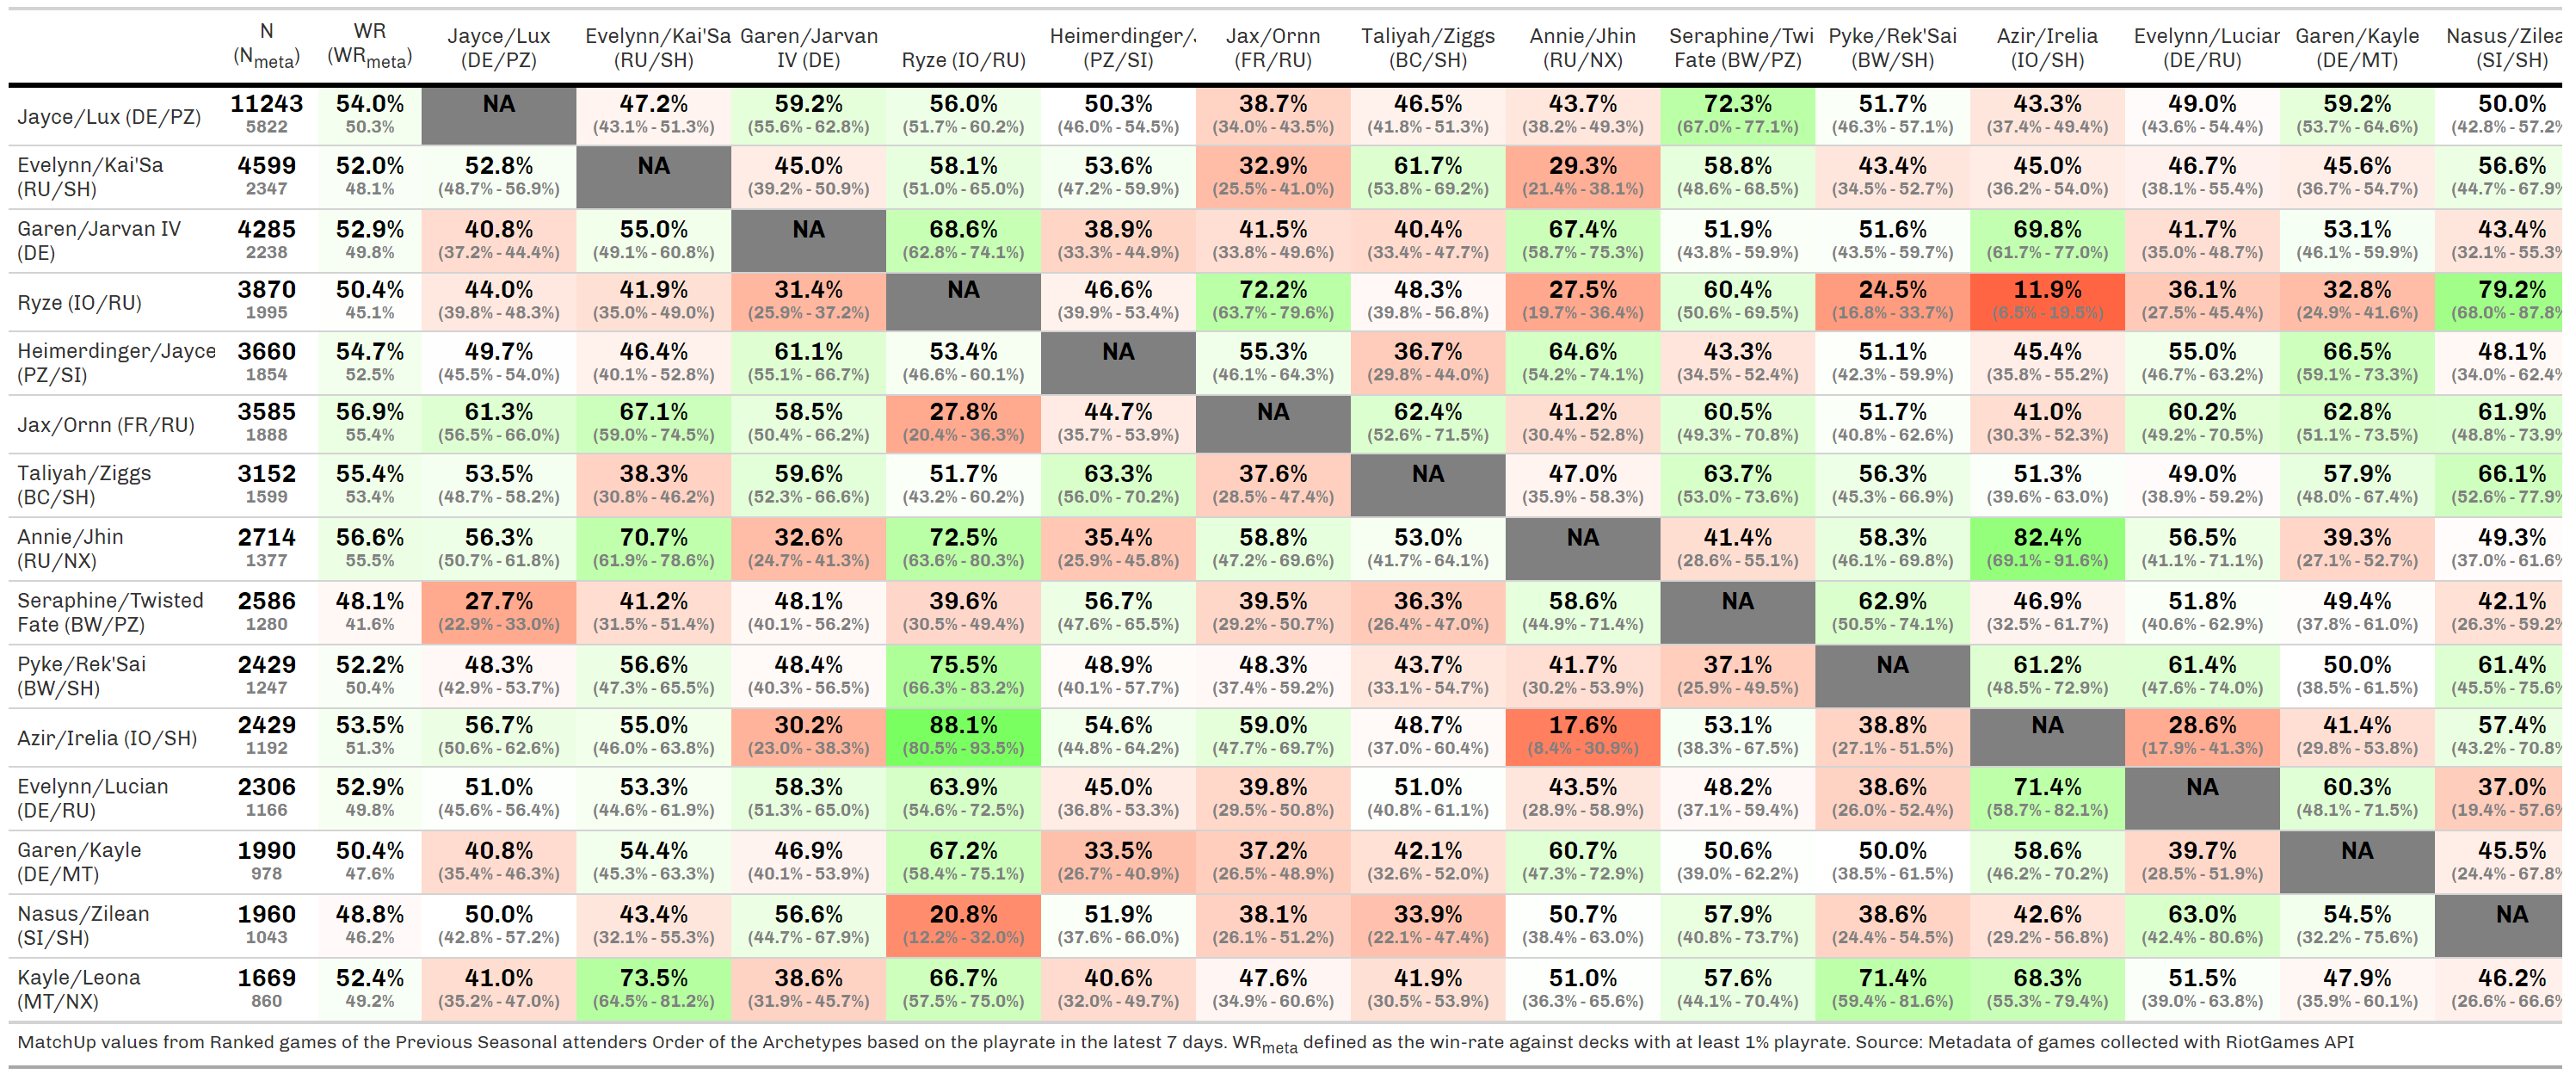 N WR Jayce/Lux Evelynn/Kai'Sa Garen/Jarvan Heimerdinger/J Jax/Ornn Taliyah/Ziggs Annie/Jhin Seraphine/Twi Pyke/Rek'Sai Azir/Irelia Evelynn/Lucian Garen/Kayle Nasus/Zilea
(Nmeta) (WRmeta) (DE/PZ) (RU/SH) IV (DE) Ryze (IO/RU) (PZ/SI) (FR/RU) (BC/SH) (RU/NX) Fate (BW/PZ) (BW/SH) (IO/SH) (DE/RU) (DE/MT) (SI/SH)
Jayce/Lux (DE/PZ) 11243 54.0% NA 47.2% 59.2% 56.0% 50.3% 38.7% 46.5% 43.7% 72.3% 51.7% 43.3% 49.0% 59.2% 50.0%
5822 50.3% (43.1% - 51.3%) (55.6% - 62.8%) (51.7% - 60.2%) (46.0% - 54.5%) (34.0% - 43.5%) (41.8% - 51.3%) (38.2% - 49.3%) (67.0% - 77.1%) (46.3% - 57.1%) (37.4% - 49.4%) (43.6% - 54.4%) (53.7% - 64.6%) (42.8% - 57.2%
Evelynn/Kai'Sa 4599 52.0% 52.8% NA 45.0% 58.1% 53.6% 32.9% 61.7% 29.3% 58.8% 43.4% 45.0% 46.7% 45.6% 56.6%
(RU/SH) 2347 48.1% (48.7% - 56.9%) (39.2% - 50.9%) (51.0% - 65.0%) (47.2% - 59.9%) (25.5% - 41.0%) (53.8% - 69.2%) (21.4% - 38.1%) (48.6% - 68.5%) (34.5% - 52.7%) (36.2% - 54.0%) (38.1% - 55.4%) (36.7% - 54.7%) (44.7% - 67.9%
Garen/Jarvan IV 4285 52.9% 40.8% 55.0% NA 68.6% 38.9% 41.5% 40.4% 67.4% 51.9% 51.6% 69.8% 41.7% 53.1% 43.4%
(DE) 2238 49.8% (37.2% - 44.4%) (49.1% - 60.8%) (62.8% - 74.1%) (33.3% - 44.9%) (33.8% - 49.6%) (33.4% - 47.7%) (58.7% - 75.3%) (43.8% - 59.9%) (43.5% - 59.7%) (61.7% - 77.0%) (35.0% - 48.7%) (46.1% - 59.9%) (32.1% - 55.3%
Ryze (IO/RU) 3870 50.4% 44.0% 41.9% 31.4% NA 46.6% 72.2% 48.3% 27.5% 60.4% 24.5% 11.9% 36.1% 32.8% 79.2%
1995 45.1% (39.8% - 48.3%) (35.0% - 49.0%) (25.9% - 37.2%) (39.9% - 53.4%) (63.7% - 79.6%) (39.8% - 56.8%) (19.7% - 36.4%) (50.6% - 69.5%) (16.8% - 33.7%) (6.5% - 19.5%) (27.5% - 45.4%) (24.9% - 41.6%) (68.0% - 87.8%
Heimerdinger/Jayce 3660 54.7% 49.7% 46.4% 61.1% 53.4% NA 55.3% 36.7% 64.6% 43.3% 51.1% 45.4% 55.0% 66.5% 48.1%
(PZ/SI) 1854 52.5% (45.5% - 54.0%) (40.1% - 52.8%) (55.1% - 66.7%) (46.6% - 60.1%) (46.1% - 64.3%) (29.8% - 44.0%) (54.2% - 74.1%) (34.5% - 52.4%) (42.3% - 59.9%) (35.8% - 55.2%) (46.7% - 63.2%) (59.1% - 73.3%) (34.0% - 62.4%
Jax/Ornn (FR/RU) 3585 56.9% 61.3% 67.1% 58.5% 27.8% 44.7% NA 62.4% 41.2% 60.5% 51.7% 41.0% 60.2% 62.8% 61.9%
1888 55.4% (56.5% - 66.0%) (59.0% - 74.5%) (50.4% - 66.2%) (20.4% - 36.3%) (35.7% - 53.9%) (52.6% - 71.5%) (30.4% - 52.8%) (49.3% - 70.8%) (40.8% - 62.6%) (30.3% - 52.3%) (49.2% - 70.5%) (51.1% - 73.5%) (48.8% - 73.9%
Taliyah/Ziggs 3152 55.4% 53.5% 38.3% 59.6% 51.7% 63.3% 37.6% NA 47.0% 63.7% 56.3% 51.3% 49.0% 57.9% 66.1%
(BC/SH) 1599 53.4% (48.7% - 58.2%) (30.8% - 46.2%) (52.3% - 66.6%) (43.2% - 60.2%) (56.0% - 70.2%) (28.5% - 47.4%) (35.9% - 58.3%) (53.0% - 73.6%) (45.3% - 66.9%) (39.6% - 63.0%) (38.9% - 59.2%) (48.0% - 67.4%) (52.6% - 77.9%
Annie/Jhin 2714 56.6% 56.3% 70.7% 32.6% 72.5% 35.4% 58.8% 53.0% NA 41.4% 58.3% 82.4% 56.5% 39.3% 49.3%
(RU/NX) 1377 55.5% (50.7% - 61.8%) (61.9% - 78.6%) (24.7% - 41.3%) (63.6% - 80.3%) (25.9% - 45.8%) (47.2% - 69.6%) (41.7% - 64.1%) (28.6% - 55.1%) (46.1% - 69.8%) (69.1% - 91.6%) (41.1% - 71.1%) (27.1% - 52.7%) (37.0% - 61.6%
Seraphine/Twisted 2586 48.1% 27.7% 41.2% 48.1% 39.6% 56.7% 39.5% 36.3% 58.6% NA 62.9% 46.9% 51.8% 49.4% 42.1%
Fate (BW/PZ) 1280 41.6% (22.9% - 33.0%) (31.5% - 51.4%) (40.1% - 56.2%) (30.5% - 49.4%) (47.6% - 65.5%) (29.2% - 50.7%) (26.4% - 47.0%) (44.9% - 71.4%) (50.5% - 74.1%) (32.5% - 61.7%) (40.6% - 62.9%) (37.8% - 61.0%) (26.3% - 59.2%
Pyke/Rek'Sai 2429 52.2% 48.3% 56.6% 48.4% 75.5% 48.9% 48.3% 43.7% 41.7% 37.1% NA 61.2% 61.4% 50.0% 61.4%
(BW/SH) 1247 50.4% (42.9% - 53.7%) (47.3% - 65.5%) (40.3% - 56.5%) (66.3% - 83.2%) (40.1% - 57.7%) (37.4% - 59.2%) (33.1% - 54.7%) (30.2% - 53.9%) (25.9% - 49.5%) (48.5% - 72.9%) (47.6% - 74.0%) (38.5% - 61.5%) (45.5% - 75.6%
Azir/Irelia (IO/SH) 2429 53.5% 56.7% 55.0% 30.2% 88.1% 54.6% 59.0% 48.7% 17.6% 53.1% 38.8% NA 28.6% 41.4% 57.4%
1192 51.3% (50.6% - 62.6%) (46.0% - 63.8%) (23.0% - 38.3%) (80.5% - 93.5%) (44.8% - 64.2%) (47.7% - 69.7%) (37.0% - 60.4%) (8.4% - 30.9%) (38.3% - 67.5%) (27.1% - 51.5%) (17.9% - 41.3%) (29.8% - 53.8%) (43.2% - 70.8%
Evelynn/Lucian 2306 52.9% 51.0% 53.3% 58.3% 63.9% 45.0% 39.8% 51.0% 43.5% 48.2% 38.6% 71.4% NA 60.3% 37.0%
(DE/RU) 1166 49.8% (45.6% - 56.4%) (44.6% - 61.9%) (51.3% - 65.0%) (54.6% - 72.5%) (36.8% - 53.3%) (29.5% - 50.8%) (40.8% - 61.1%) (28.9% - 58.9%) (37.1% - 59.4%) (26.0% - 52.4%) (58.7% - 82.1%) (48.1% - 71.5%) (19.4% - 57.6%
Garen/Kayle 1990 50.4% 40.8% 54.4% 46.9% 67.2% 33.5% 37.2% 42.1% 60.7% 50.6% 50.0% 58.6% 39.7% NA 45.5%
(DE/MT) 978 47.6% (35.4% - 46.3%) (45.3% - 63.3%) (40.1% - 53.9%) (58.4% - 75.1%) (26.7% - 40.9%) (26.5% - 48.9%) (32.6% - 52.0%) (47.3% - 72.9%) (39.0% - 62.2%) (38.5% - 61.5%) (46.2% - 70.2%) (28.5% - 51.9%) (24.4% - 67.8%
Nasus/Zilean 1960 48.8% 50.0% 43.4% 56.6% 20.8% 51.9% 38.1% 33.9% 50.7% 57.9% 38.6% 42.6% 63.0% 54.5% NA
(SI/SH) 1043 46.2% (42.8% - 57.2%) (32.1% - 55.3%) (44.7% - 67.9%) (12.2% - 32.0%) (37.6% - 66.0%) (26.1% - 51.2%) (22.1% - 47.4%) (38.4% - 63.0%) (40.8% - 73.7%) (24.4% - 54.5%) (29.2% - 56.8%) (42.4% - 80.6%) (32.2% - 75.6%)
Kayle/Leona 1669 52.4% 41.0% 73.5% 38.6% 66.7% 40.6% 47.6% 41.9% 51.0% 57.6% 71.4% 68.3% 51.5% 47.9% 46.2%
(MT/NX) 860 49.2% (35.2% - 47.0%) (64.5% - 81.2%) (31.9% - 45.7%) (57.5% - 75.0%) (32.0% - 49.7%) (34.9% - 60.6%) (30.5% - 53.9%) (36.3% - 65.6%) (44.1% - 70.4%) (59.4% - 81.6%) (55.3% - 79.4%) (39.0% - 63.8%) (35.9% - 60.1%) (26.6% - 66.6%
MatchUp values from Ranked games of the Previous Seasonal attenders Order of the Archetypes based on the playrate in the latest 7 days. WRmeta defined as the win-rate against decks with at least 1% playrate. Source: Metadata of games collected with RiotGames API